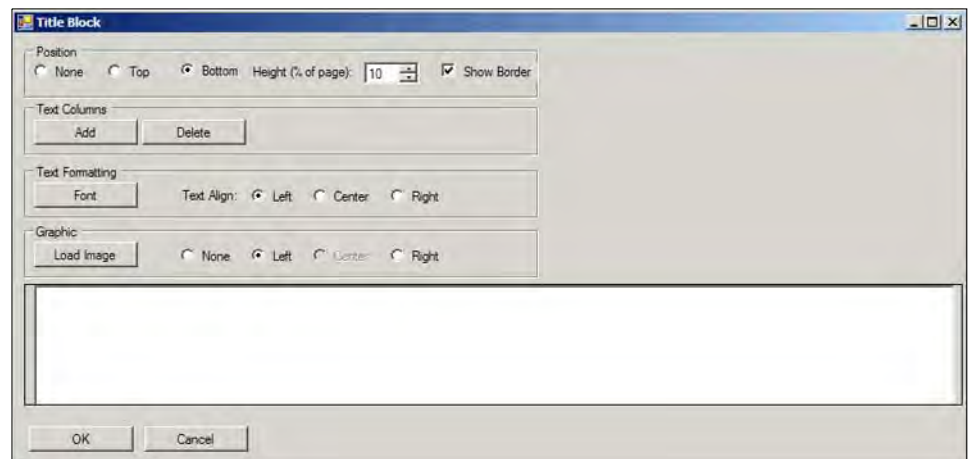 Title Block
Position
None Top Bottom Height (% of page): 10 Show Border
Text Columns
Add Delete
Text Formatting
Font Text Align: Left Center Right
Graphic
Load Image None Left Center Right
OK Cancel